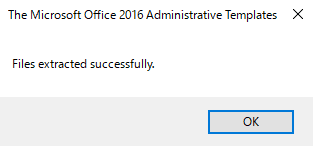 The Microsoft Office 2016 Administrative Templates
Files extracted successfully.
OK